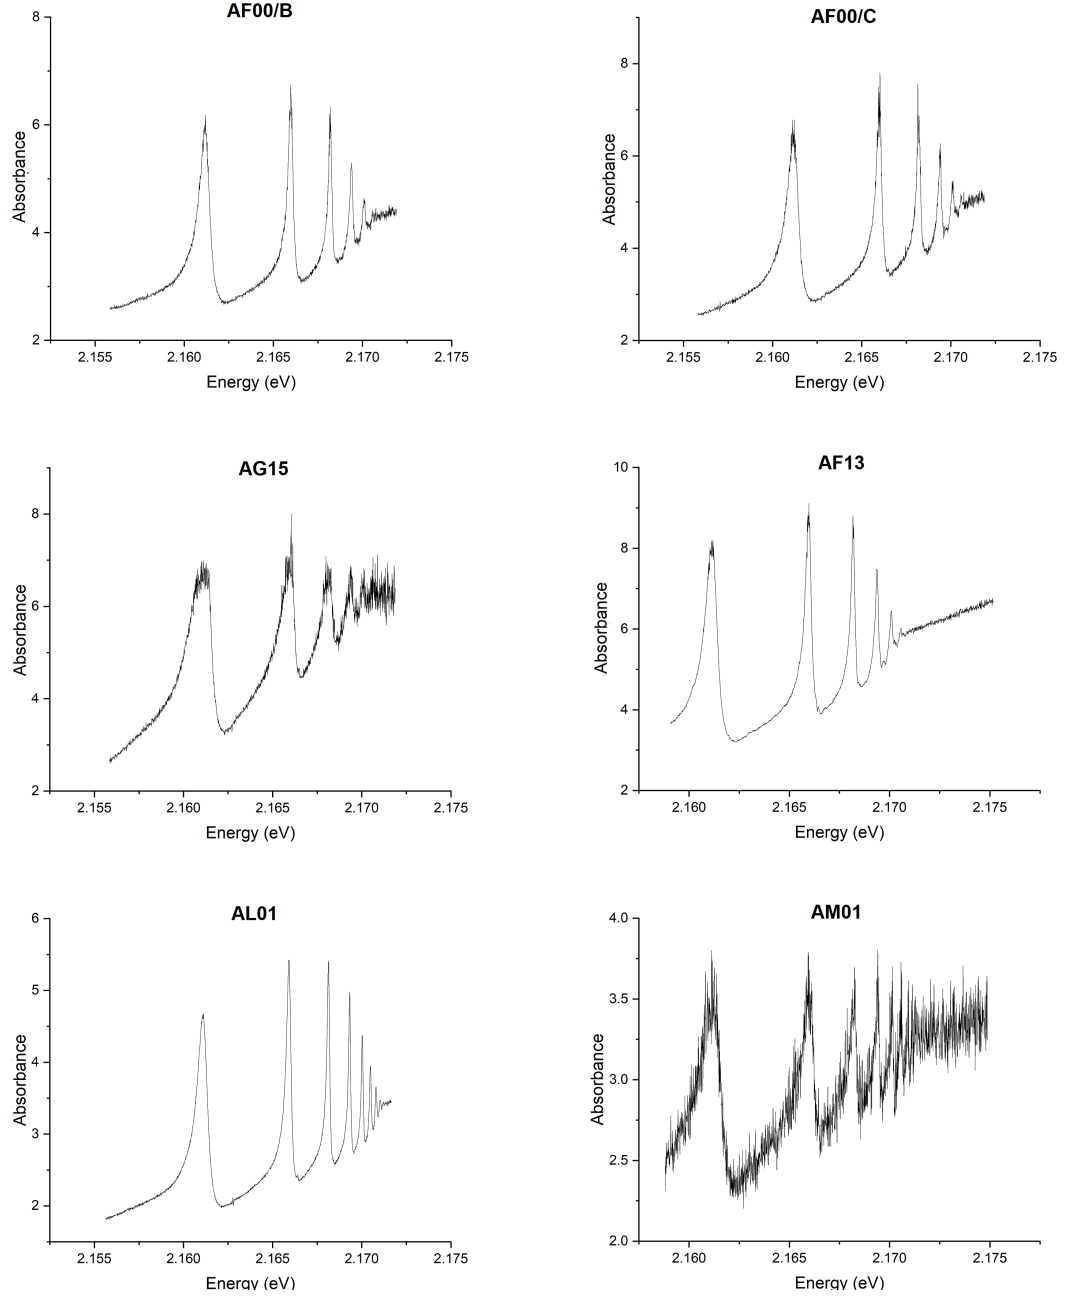 AF00/B
8
6
4
2
Absorbance
2.155 2.160 2.165 2.170 2.175
Energy (eV)
AF00/C
8
6
4
2
Absorbance
2.155 2.160 2.165 2.170 2.175
Energy (eV)
AG15
8
6
4
2
Absorbance
2.155 2.160 2.165 2.170 2.175
Energy (eV)
AF13
10
8
6
4
2
Absorbance
2.160 2.165 2.170 2.175
Energy (eV)
AL01
6
5
4
3
2
Absorbance
2.155 2.160 2.165 2.170 2.175
Energy (eV)
AM01
4.0
3.5
3.0
2.5
2.0
Absorbance
2.160 2.165 2.170 2.175
Energy (eV)